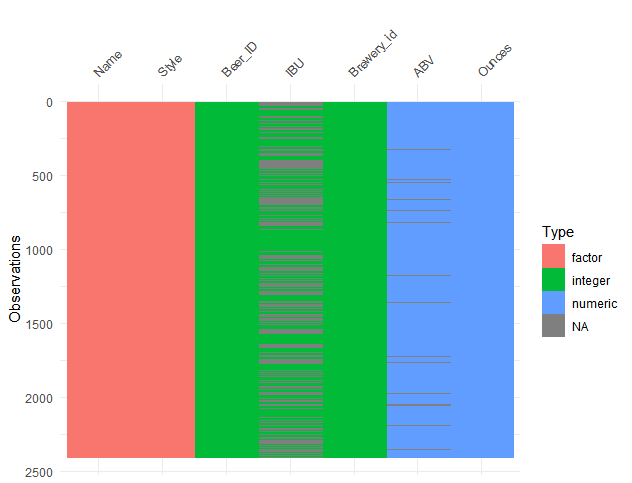 Name Style Beer_ID IBU Brewery_id ABV Ounces
0
500
1000
1500
2000
2500
Observations
Type
factor
integer
numeric
NA